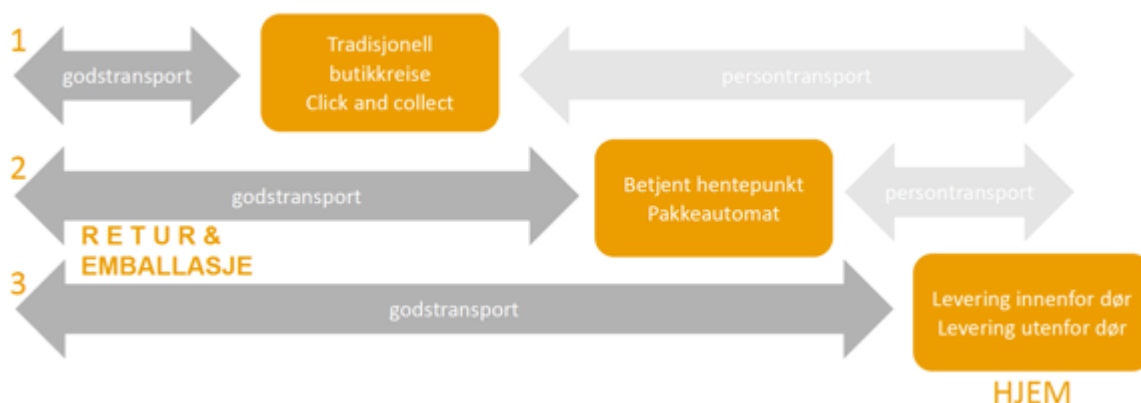 1
godstransport
Tradisjonell
butikkreise
Click and collect
persontransport
2
godstransport
Betjent hentepunkt
Pakkeautomat
persontransport
R E T U R &
EMBALLASJE
3
godstransport
Levering innenfor dør
Levering utenfor dør
HJEM